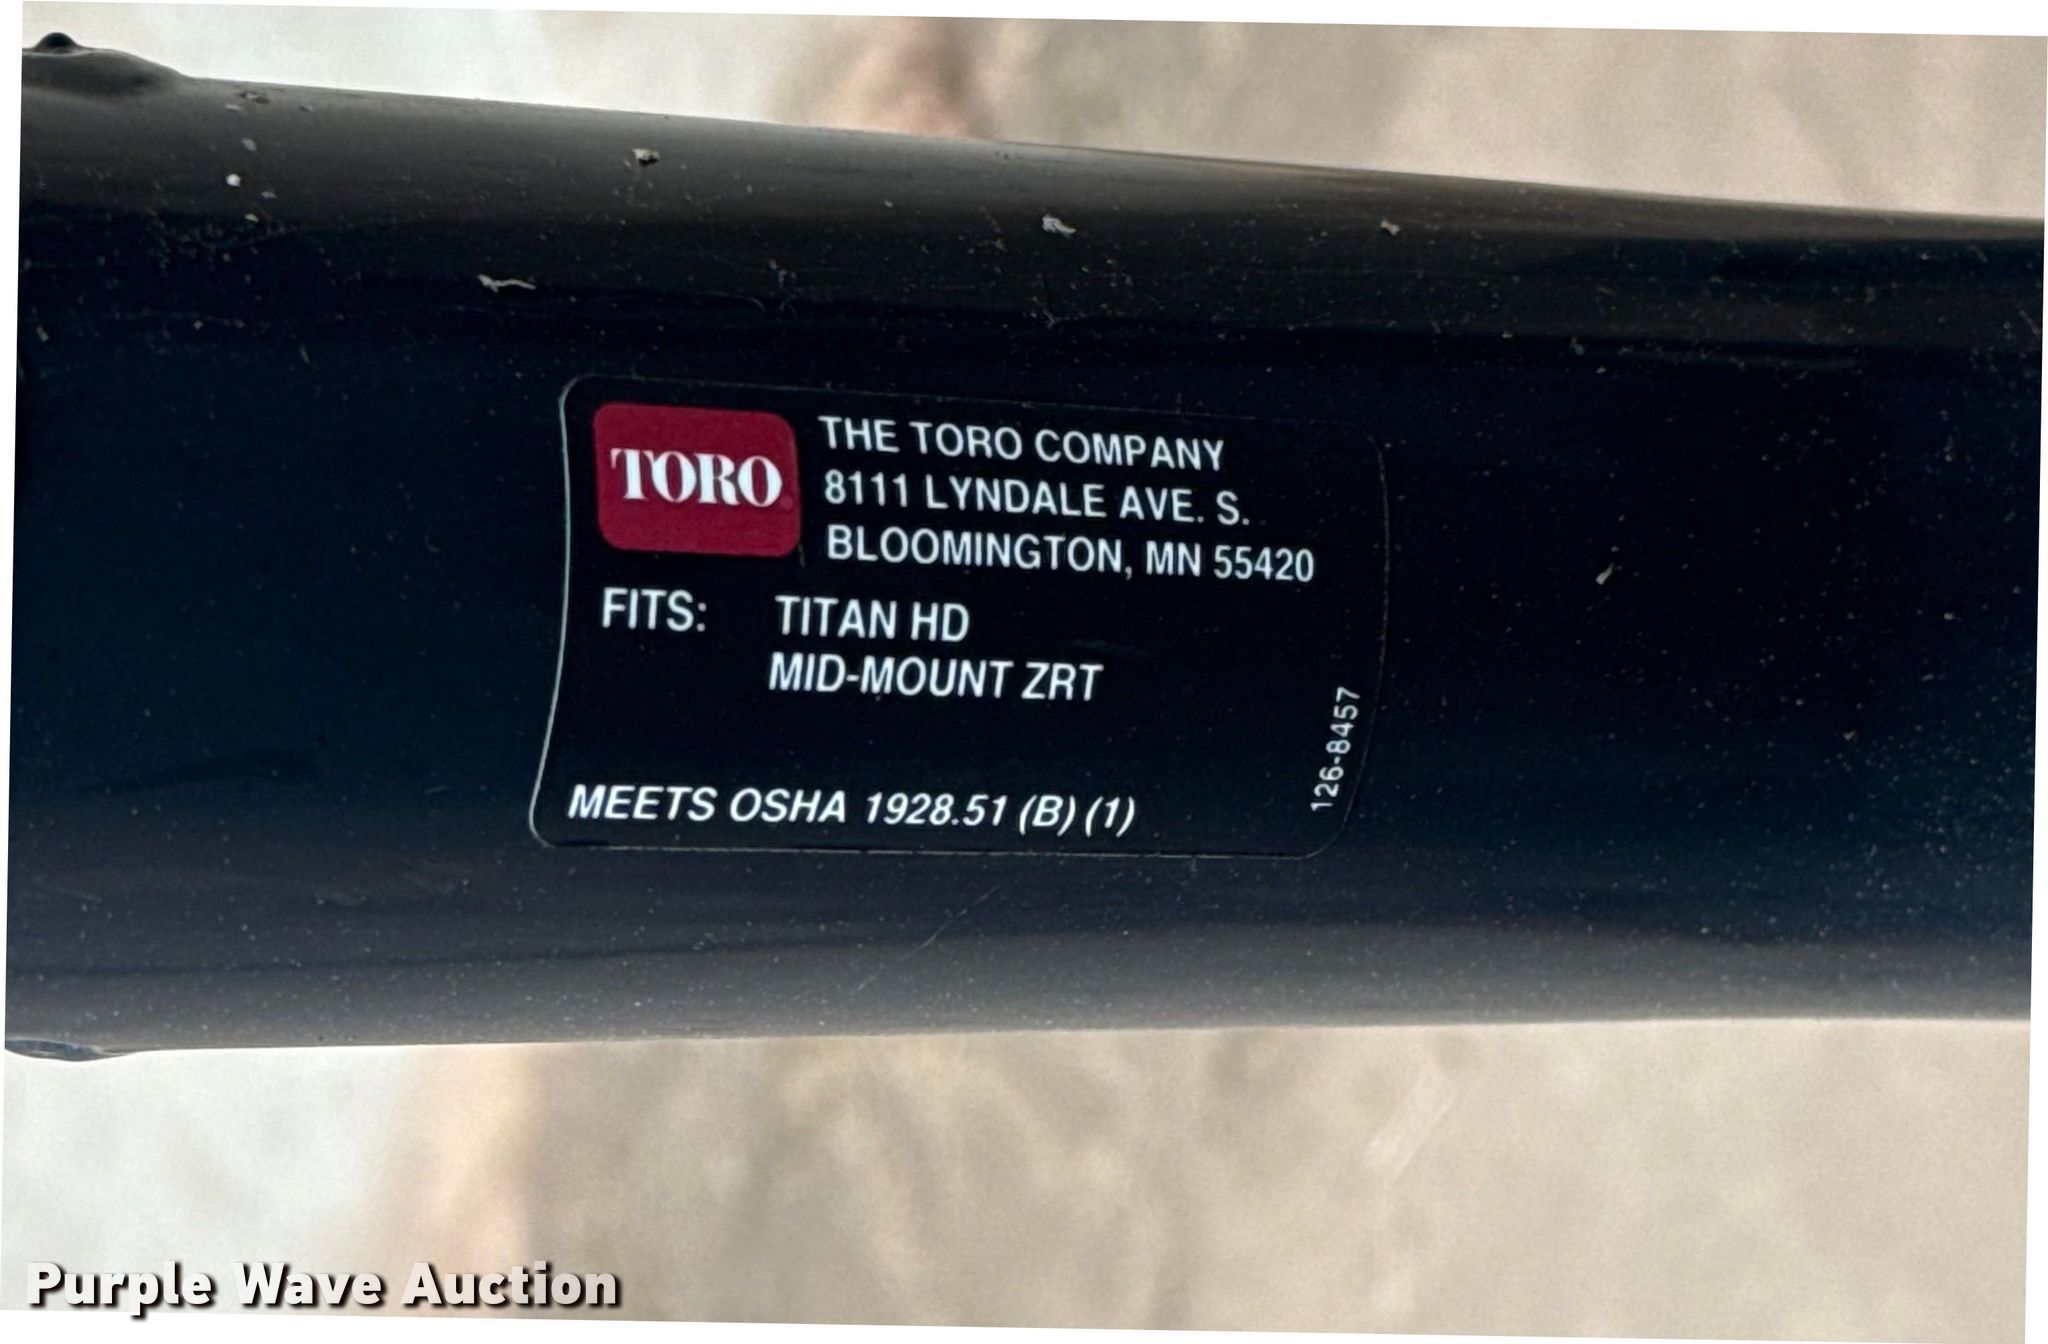 TORO
THE TORO COMPANY
8111 LYNDALE AVE. S.
BLOOMINGTON, MN 55420
FITS: TITAN HD
MID-MOUNT ZRT
MEETS OSHA 1928.51 (B) (1)
126-8457
Purple Wave Auction